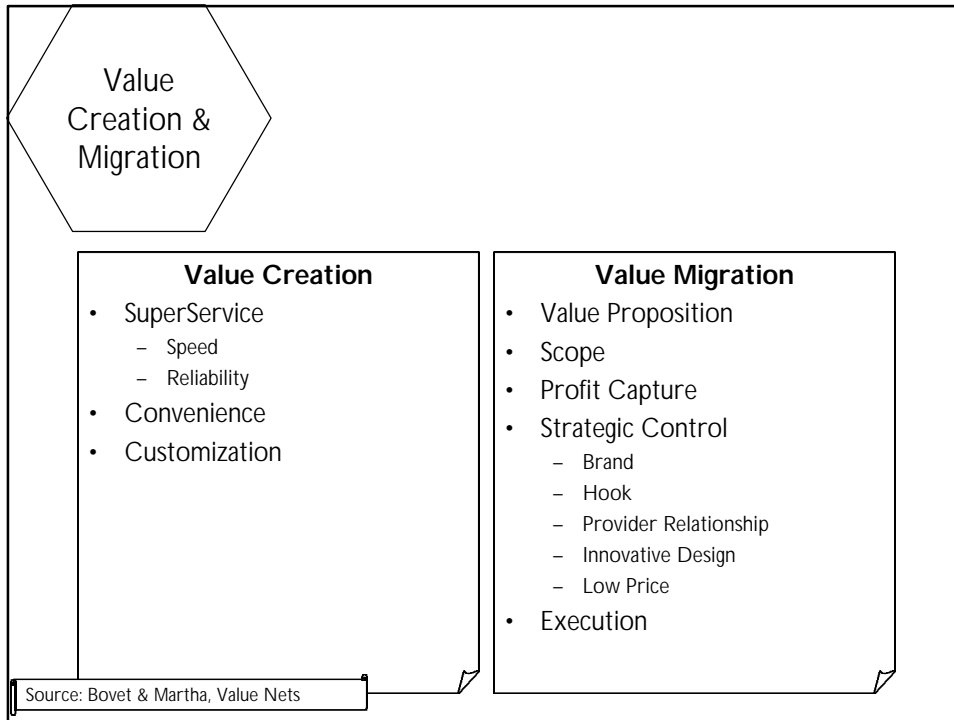 Value
Creation &
Migration
Value Creation
• SuperService
– Speed
– Reliability
• Convenience
• Customization
Value Migration
• Value Proposition
• Scope
• Profit Capture
• Strategic Control
– Brand
– Hook
– Provider Relationship
– Innovative Design
– Low Price
• Execution
Source: Bovet & Martha, Value Nets